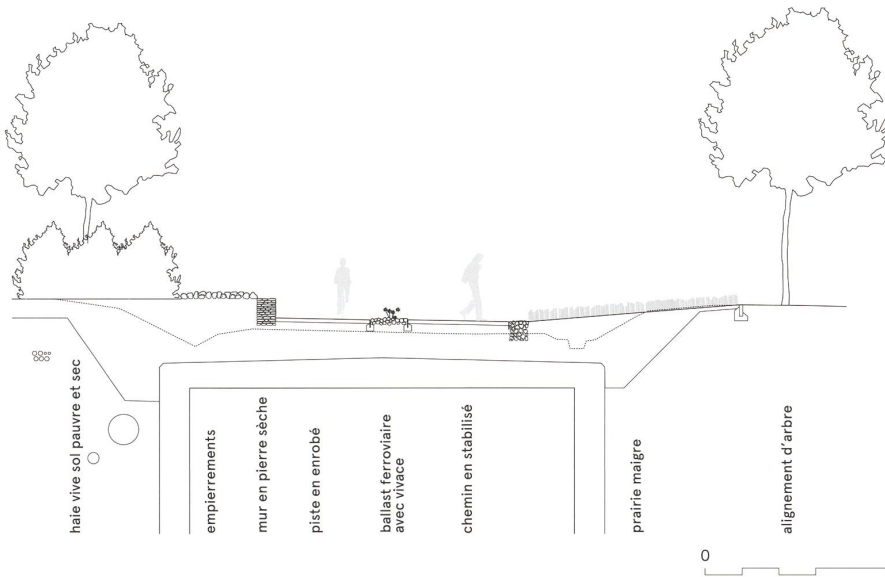 haie vive sol pauvre et sec
empierrements
mur en pierre sèche
piste en enrobé
ballast ferroviaire
avec vivace
chemin en stabilisé
prairie maigre
alignement d'arbre
0